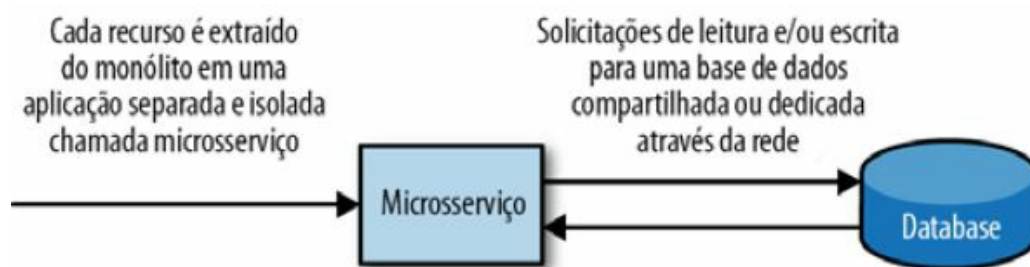 Cada recurso é extraído
do monólito em uma
aplicação separada e isolada
chamada microsserviço
Solicitações de leitura e/ou escrita
para uma base de dados
compartilhada ou dedicada
através da rede
Microsserviço
Database